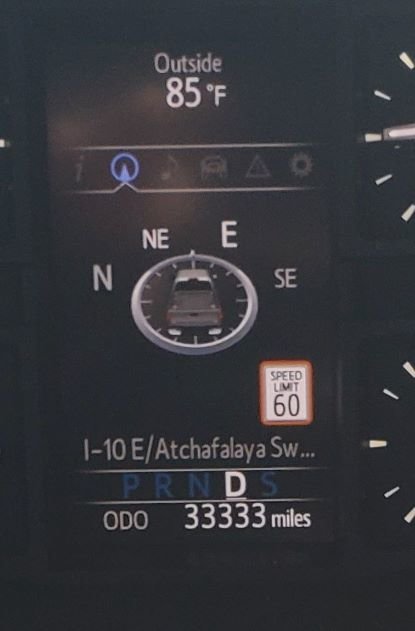 Outside
85°F
NE E
N SE
SPEED
LIMIT
60
I-10 E/Atchafalaya Sw...
P R N D S
ODO 33333 miles